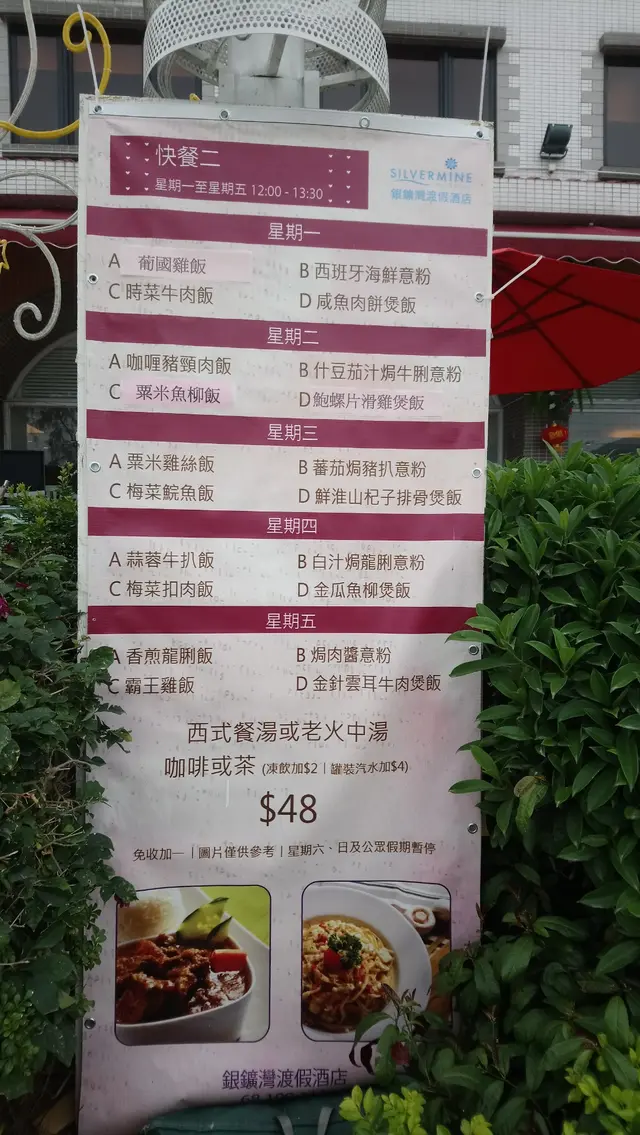 快餐二
星期一至星期五 12:00 - 13:30
SILVERMINE
銀鑛灣渡假酒店
星期一
A 葡國雞飯 B 西班牙海鮮意粉
C 時菜牛肉飯 D 咸魚肉餅煲飯
星期二
A 咖喱豬頸肉飯 B 什豆茄汁焗牛脷意粉
C 粟米魚柳飯 D 鮑螺片滑雞煲飯
星期三
A 粟米雞絲飯 B 蕃茄焗豬扒意粉
C 梅菜鯇魚飯 D 鮮淮山杞子排骨煲飯
星期四
A 蒜蓉牛扒飯 B 白汁焗龍脷意粉
C 梅菜扣肉飯 D 金瓜魚柳煲飯
星期五
A 香煎龍脷飯 B 焗肉醬意粉
C 霸王雞飯 D 金針雲耳牛肉煲飯
西式餐湯或老火中湯
咖啡或茶 (凍飲加$2 | 罐裝汽水加$4)
$48
免收加一 | 圖片僅供參考 | 星期六、日及公眾假期暫停
銀鑛灣渡假酒店